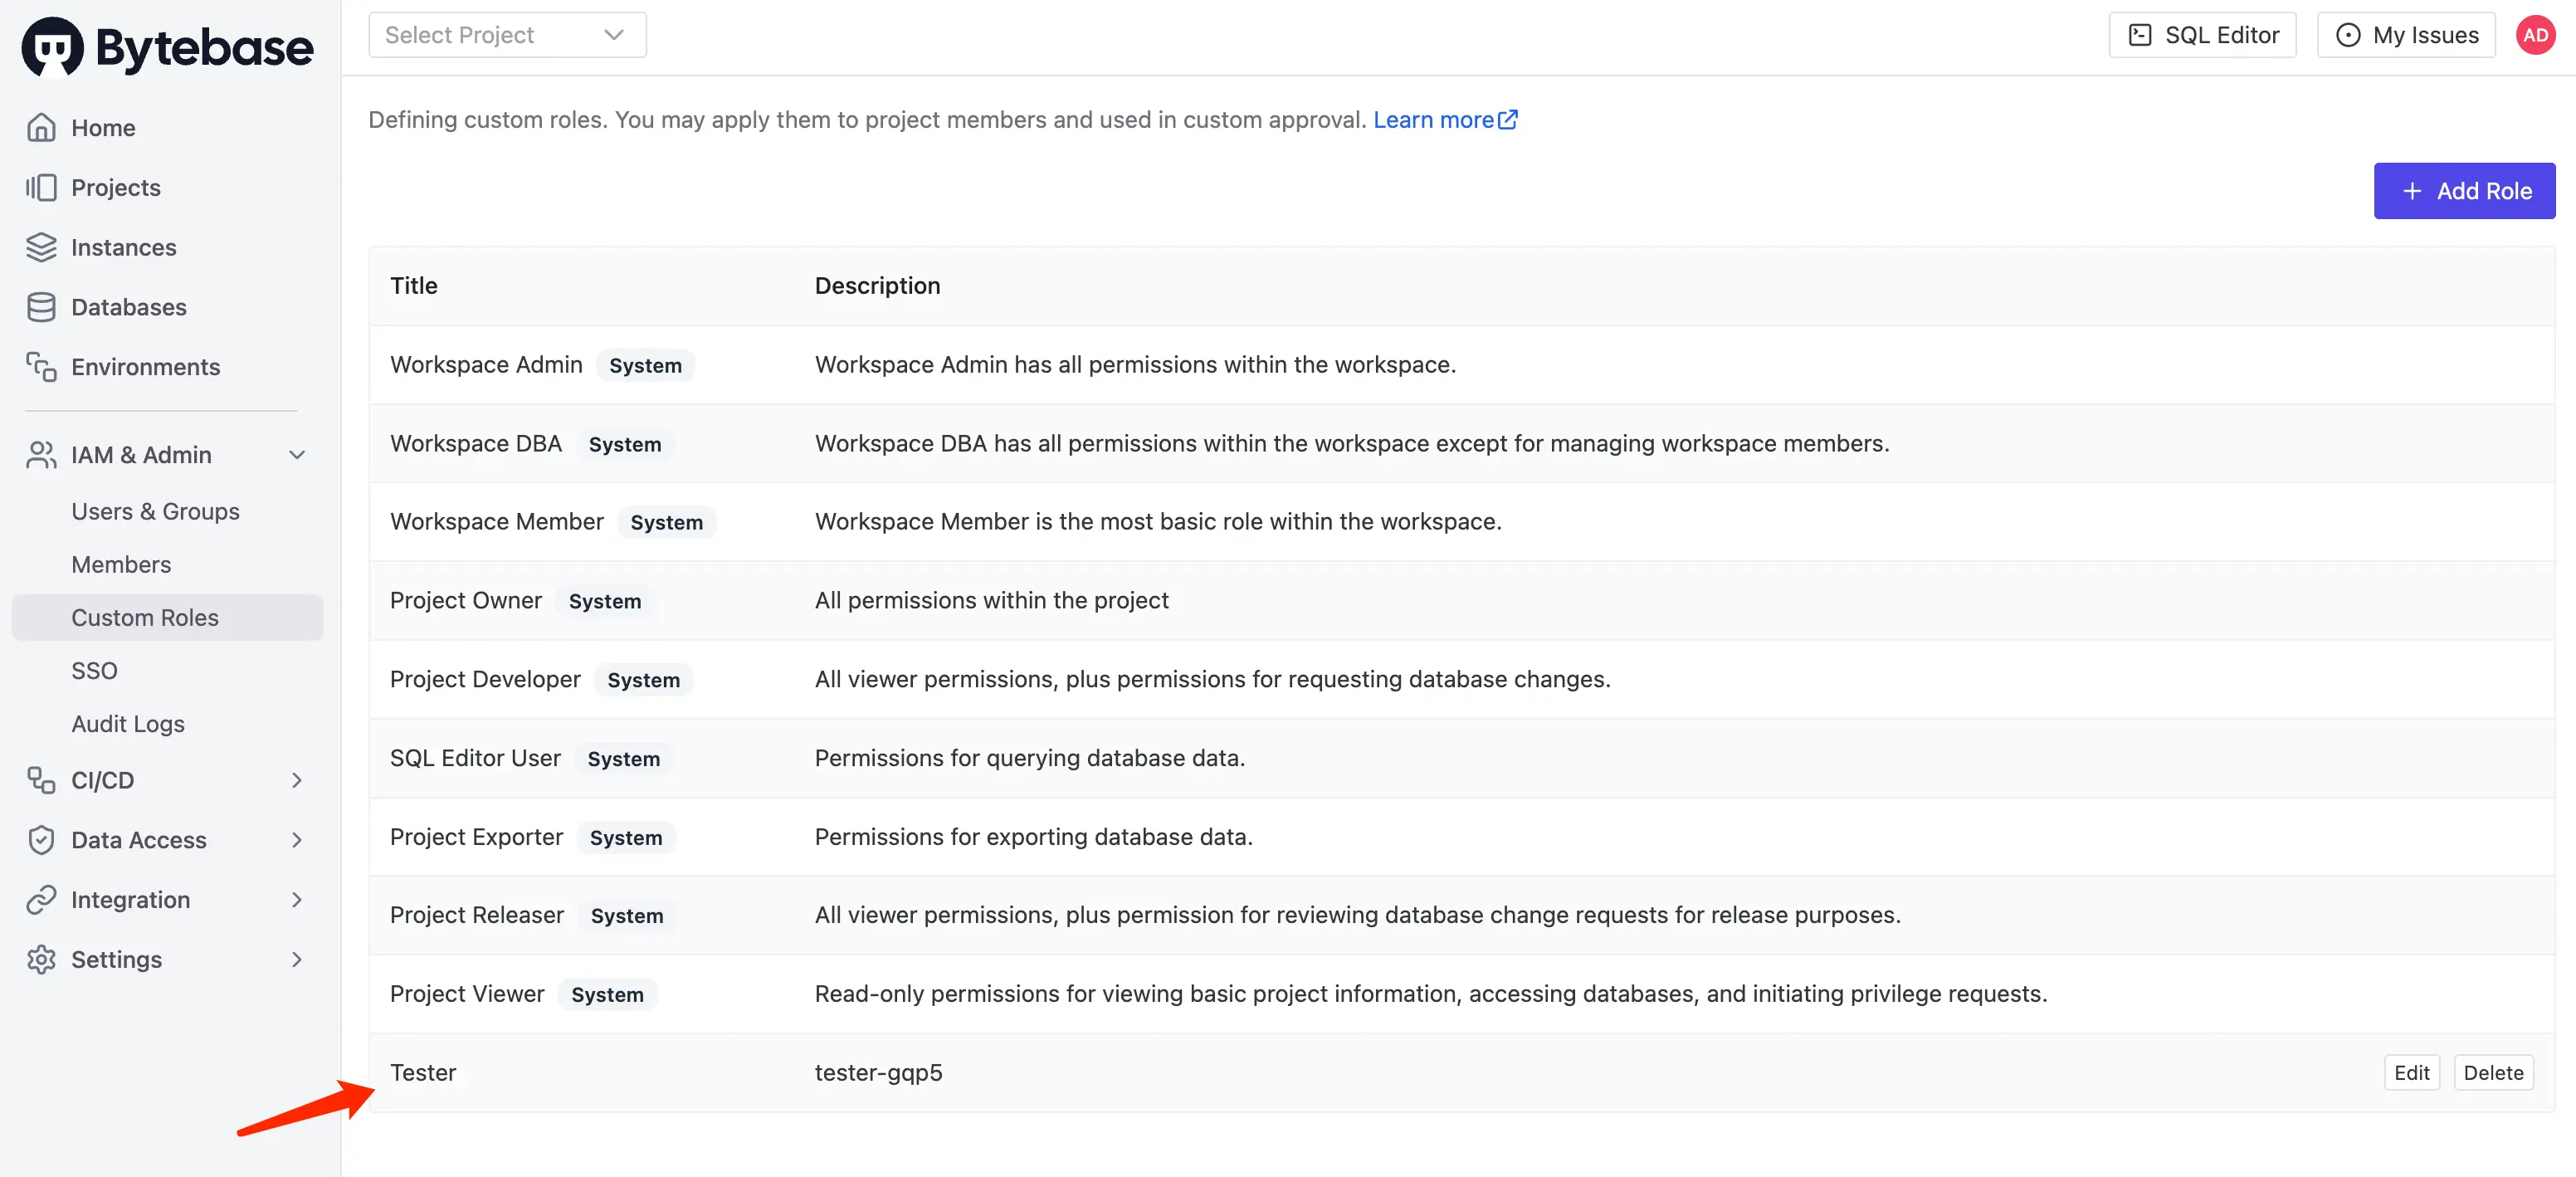 Bytebase
Select Project
SQL Editor
My Issues
AD
Home
Projects
Instances
Databases
Environments
IAM & Admin
Users & Groups
Members
Custom Roles
SSO
Audit Logs
CI/CD
Data Access
Integration
Settings
Defining custom roles. You may apply them to project members and used in custom approval. Learn more
+ Add Role
Title Description
Workspace Admin System Workspace Admin has all permissions within the workspace.
Workspace DBA System Workspace DBA has all permissions within the workspace except for managing workspace members.
Workspace Member System Workspace Member is the most basic role within the workspace.
Project Owner System All permissions within the project
Project Developer System All viewer permissions, plus permissions for requesting database changes.
SQL Editor User System Permissions for querying database data.
Project Exporter System Permissions for exporting database data.
Project Releaser System All viewer permissions, plus permission for reviewing database change requests for release purposes.
Project Viewer System Read-only permissions for viewing basic project information, accessing databases, and initiating privilege requests.
Tester tester-gqp5 Edit Delete